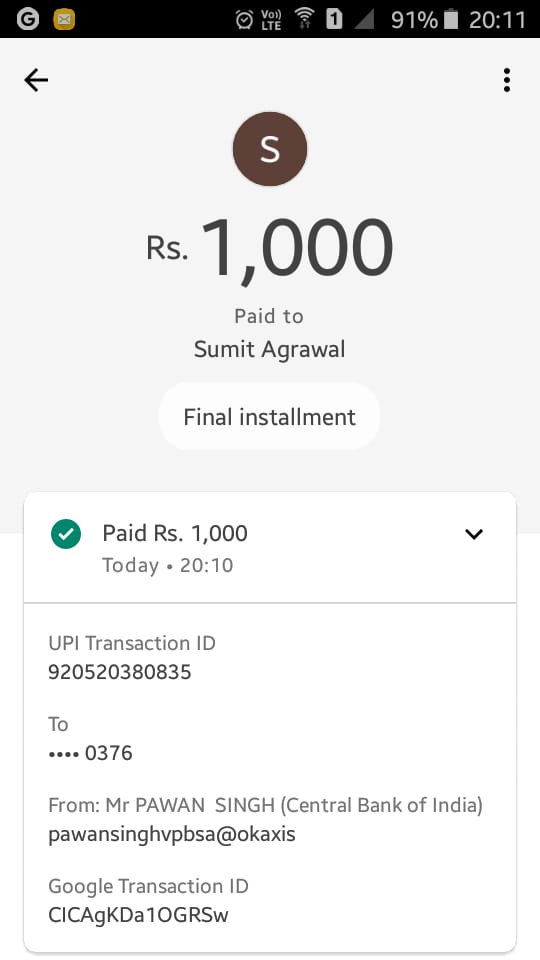 G
Vo))
LTE
1
91%
20:11
S
Rs. 1,000
Paid to
Sumit Agrawal
Final installment
Paid Rs. 1,000
Today • 20:10
UPI Transaction ID
920520380835
To
•••• 0376
From: Mr PAWAN  SINGH (Central Bank of India)
pawansinghvpbsa@okaxis
Google Transaction ID
CICAgKDa1OGRSw